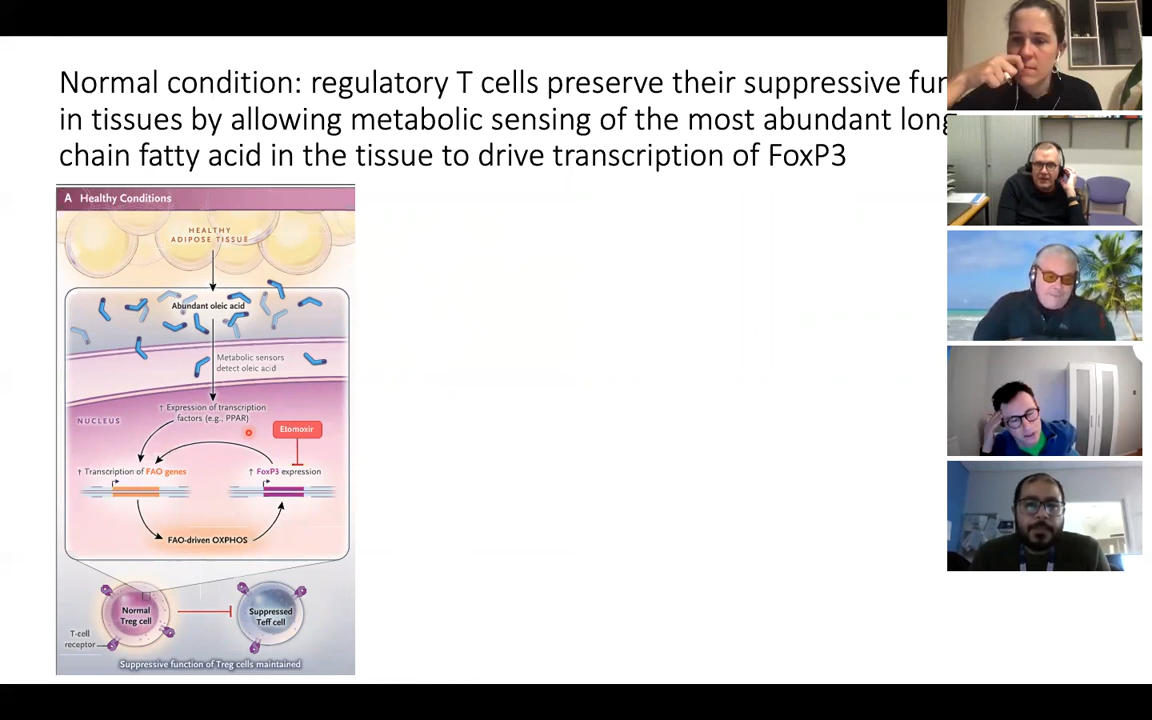 Normal condition: regulatory T cells preserve their suppressive
in tissues by allowing metabolic sensing of the most abundant long
chain fatty acid in the tissue to drive transcription of FoxP3
A Healthy Conditions
HEALTHY
ADIPOSE TISSUE
Abundant oleic acid
Metabolic sensors
detect oleic acid
↑ Expression of transcription
factors (e.g., PPAR)
NUCLEUS
Etomoxir
↑ Transcription of FAO genes
↑ FoxP3 expression
FAO-driven OXPHOS
Normal
Treg cell
Suppressed
Teff cell
T-cell
receptor
Suppressive function of Treg cells maintained